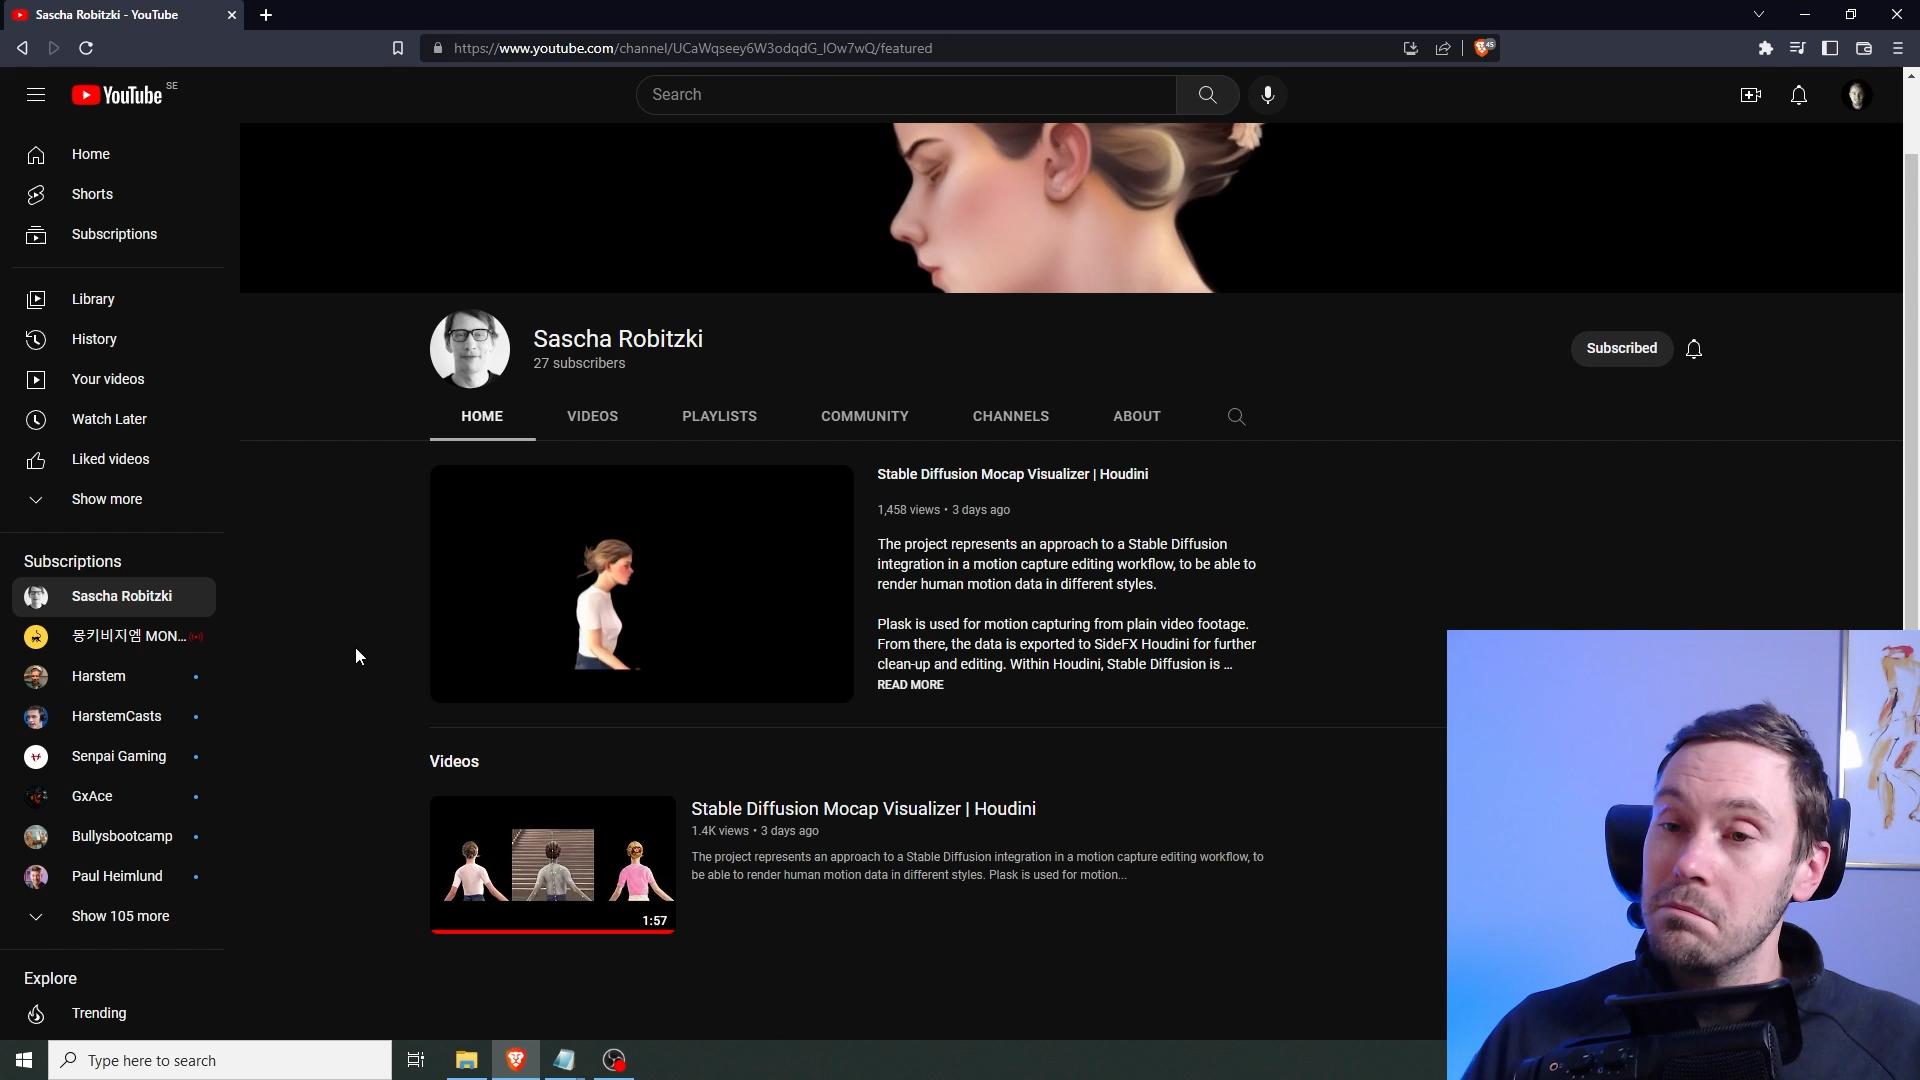 Sascha Robitzki - YouTube
https://www.youtube.com/channel/UCaWqseey6W3odqdG_IOw7wQ/featured
45
YouTube SE
Search
Home
Shorts
Subscriptions
Library
History
Your videos
Watch Later
Liked videos
Show more
Subscriptions
Sascha Robitzki
몽키비지엠 MON...
Harstem
HarstemCasts
Senpai Gaming
GxAce
Bullysbootcamp
Paul Heimlund
Show 105 more
Explore
Trending
Sascha Robitzki
27 subscribers
Subscribed
HOME VIDEOS PLAYLISTS COMMUNITY CHANNELS ABOUT
Stable Diffusion Mocap Visualizer | Houdini
1,458 views • 3 days ago
The project represents an approach to a Stable Diffusion
integration in a motion capture editing workflow, to be able to
render human motion data in different styles.
Plask is used for motion capturing from plain video footage.
From there, the data is exported to SideFX Houdini for further
clean-up and editing. Within Houdini, Stable Diffusion is ...
READ MORE
Videos
1:57
Stable Diffusion Mocap Visualizer | Houdini
1.4K views • 3 days ago
The project represents an approach to a Stable Diffusion integration in a motion capture editing workflow, to
be able to render human motion data in different styles. Plask is used for motion...
Type here to search